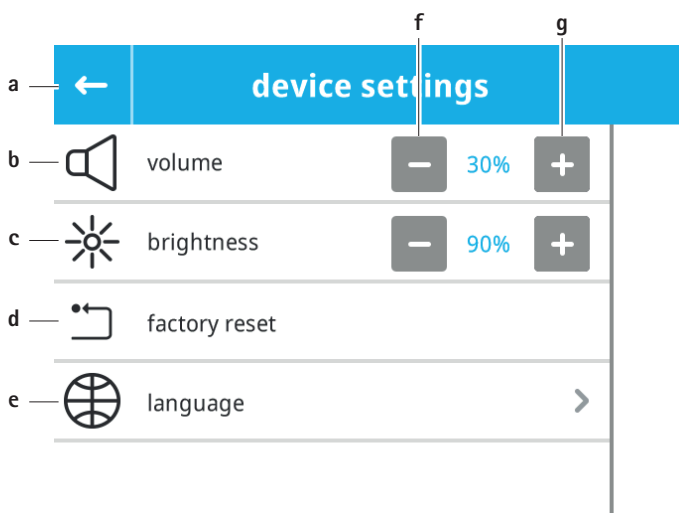 f g
a device settings
b volume 30%
c brightness 90%
d factory reset
e language